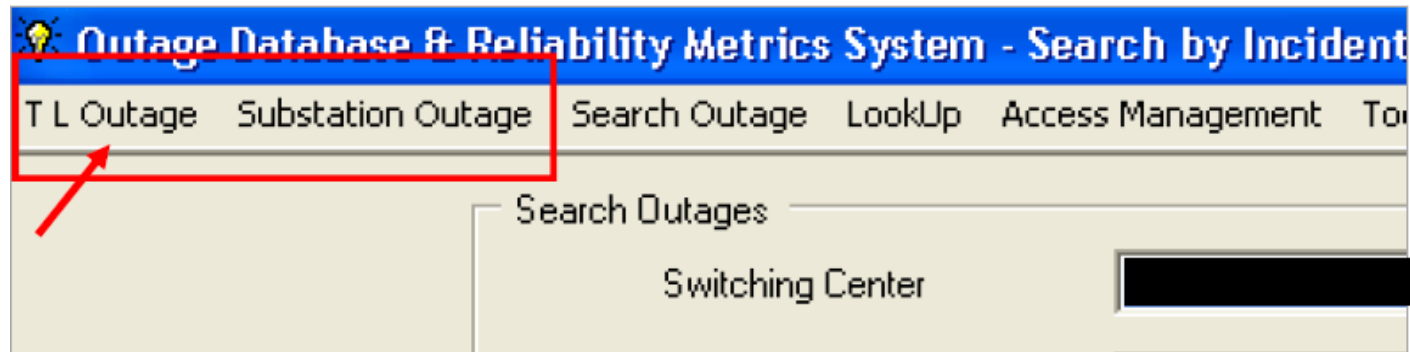 Outage Database & Reliability Metrics System - Search by Incident
T L Outage Substation Outage Search Outage LookUp Access Management
Search Outages
Switching Center